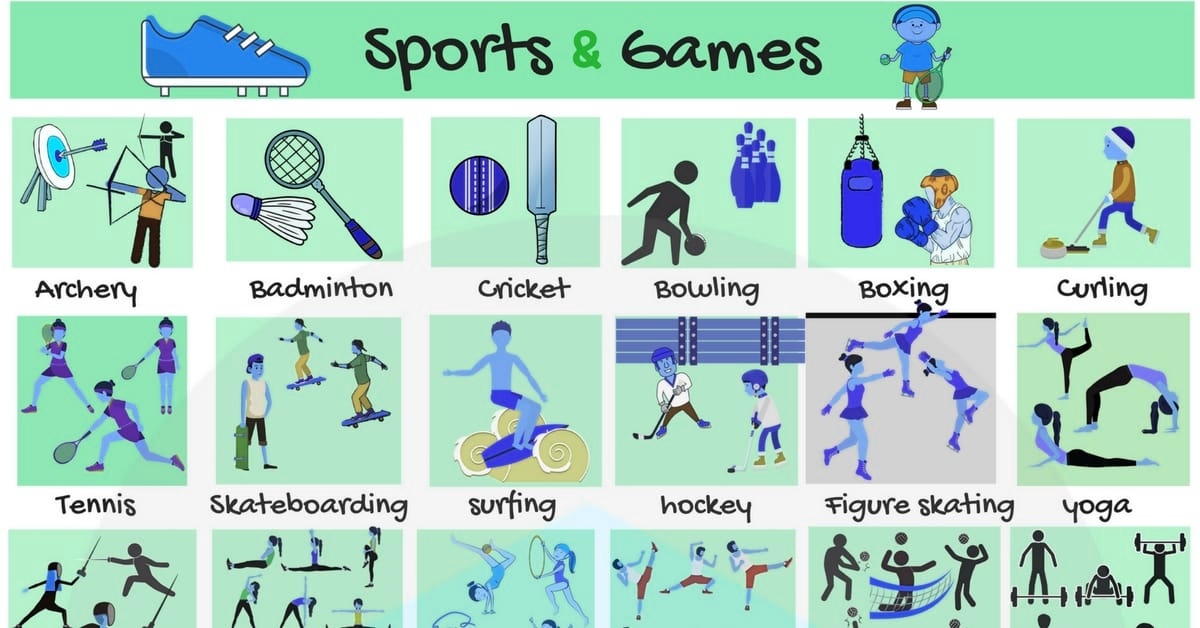 Sports & Games
Archery Badminton Cricket Bowling Boxing Curling
Tennis Skateboarding surfing hockey Figure skating yoga